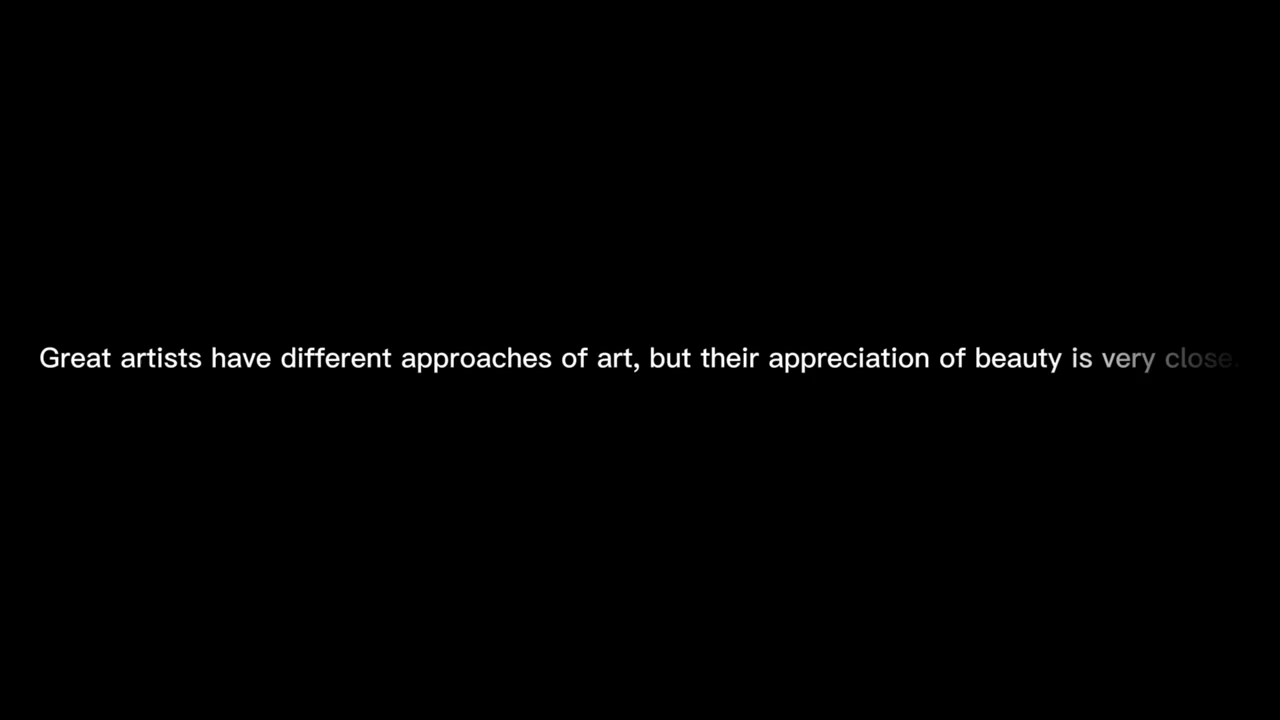 Great artists have different approaches of art, but their appreciation of beauty is very close.